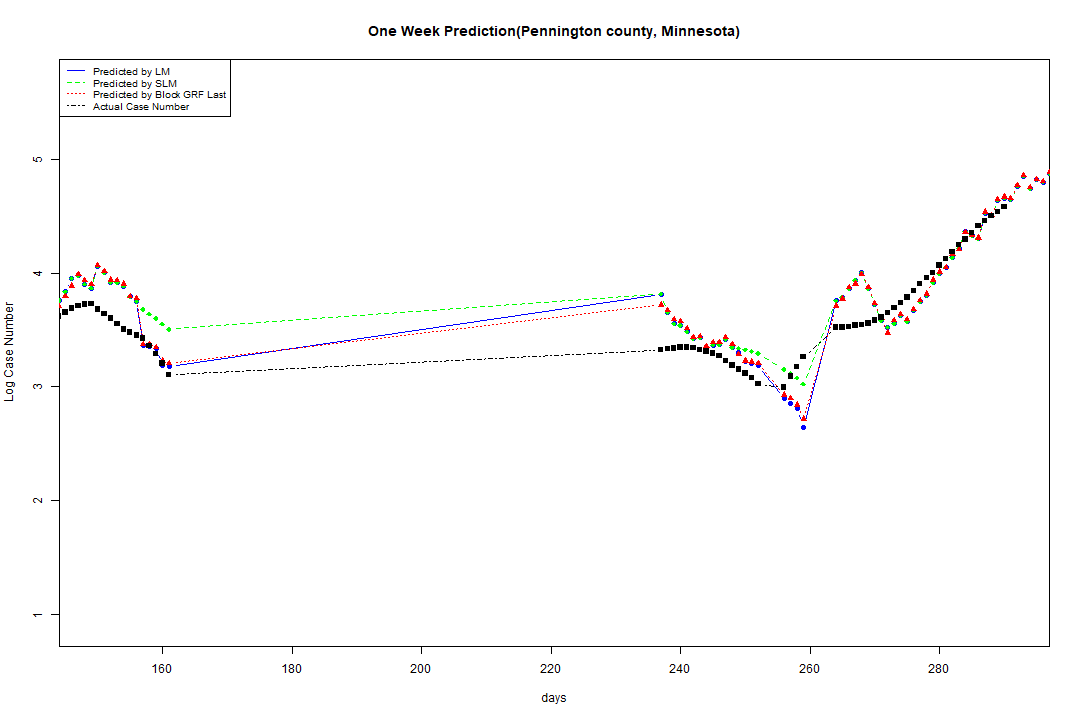 One Week Prediction(Pennington county, Minnesota)
Predicted by LM
Predicted by SLM
Predicted by Block GRF Last
Actual Case Number
5
4
3
2
1
Log Case Number
160 180 200 220 240 260 280
days